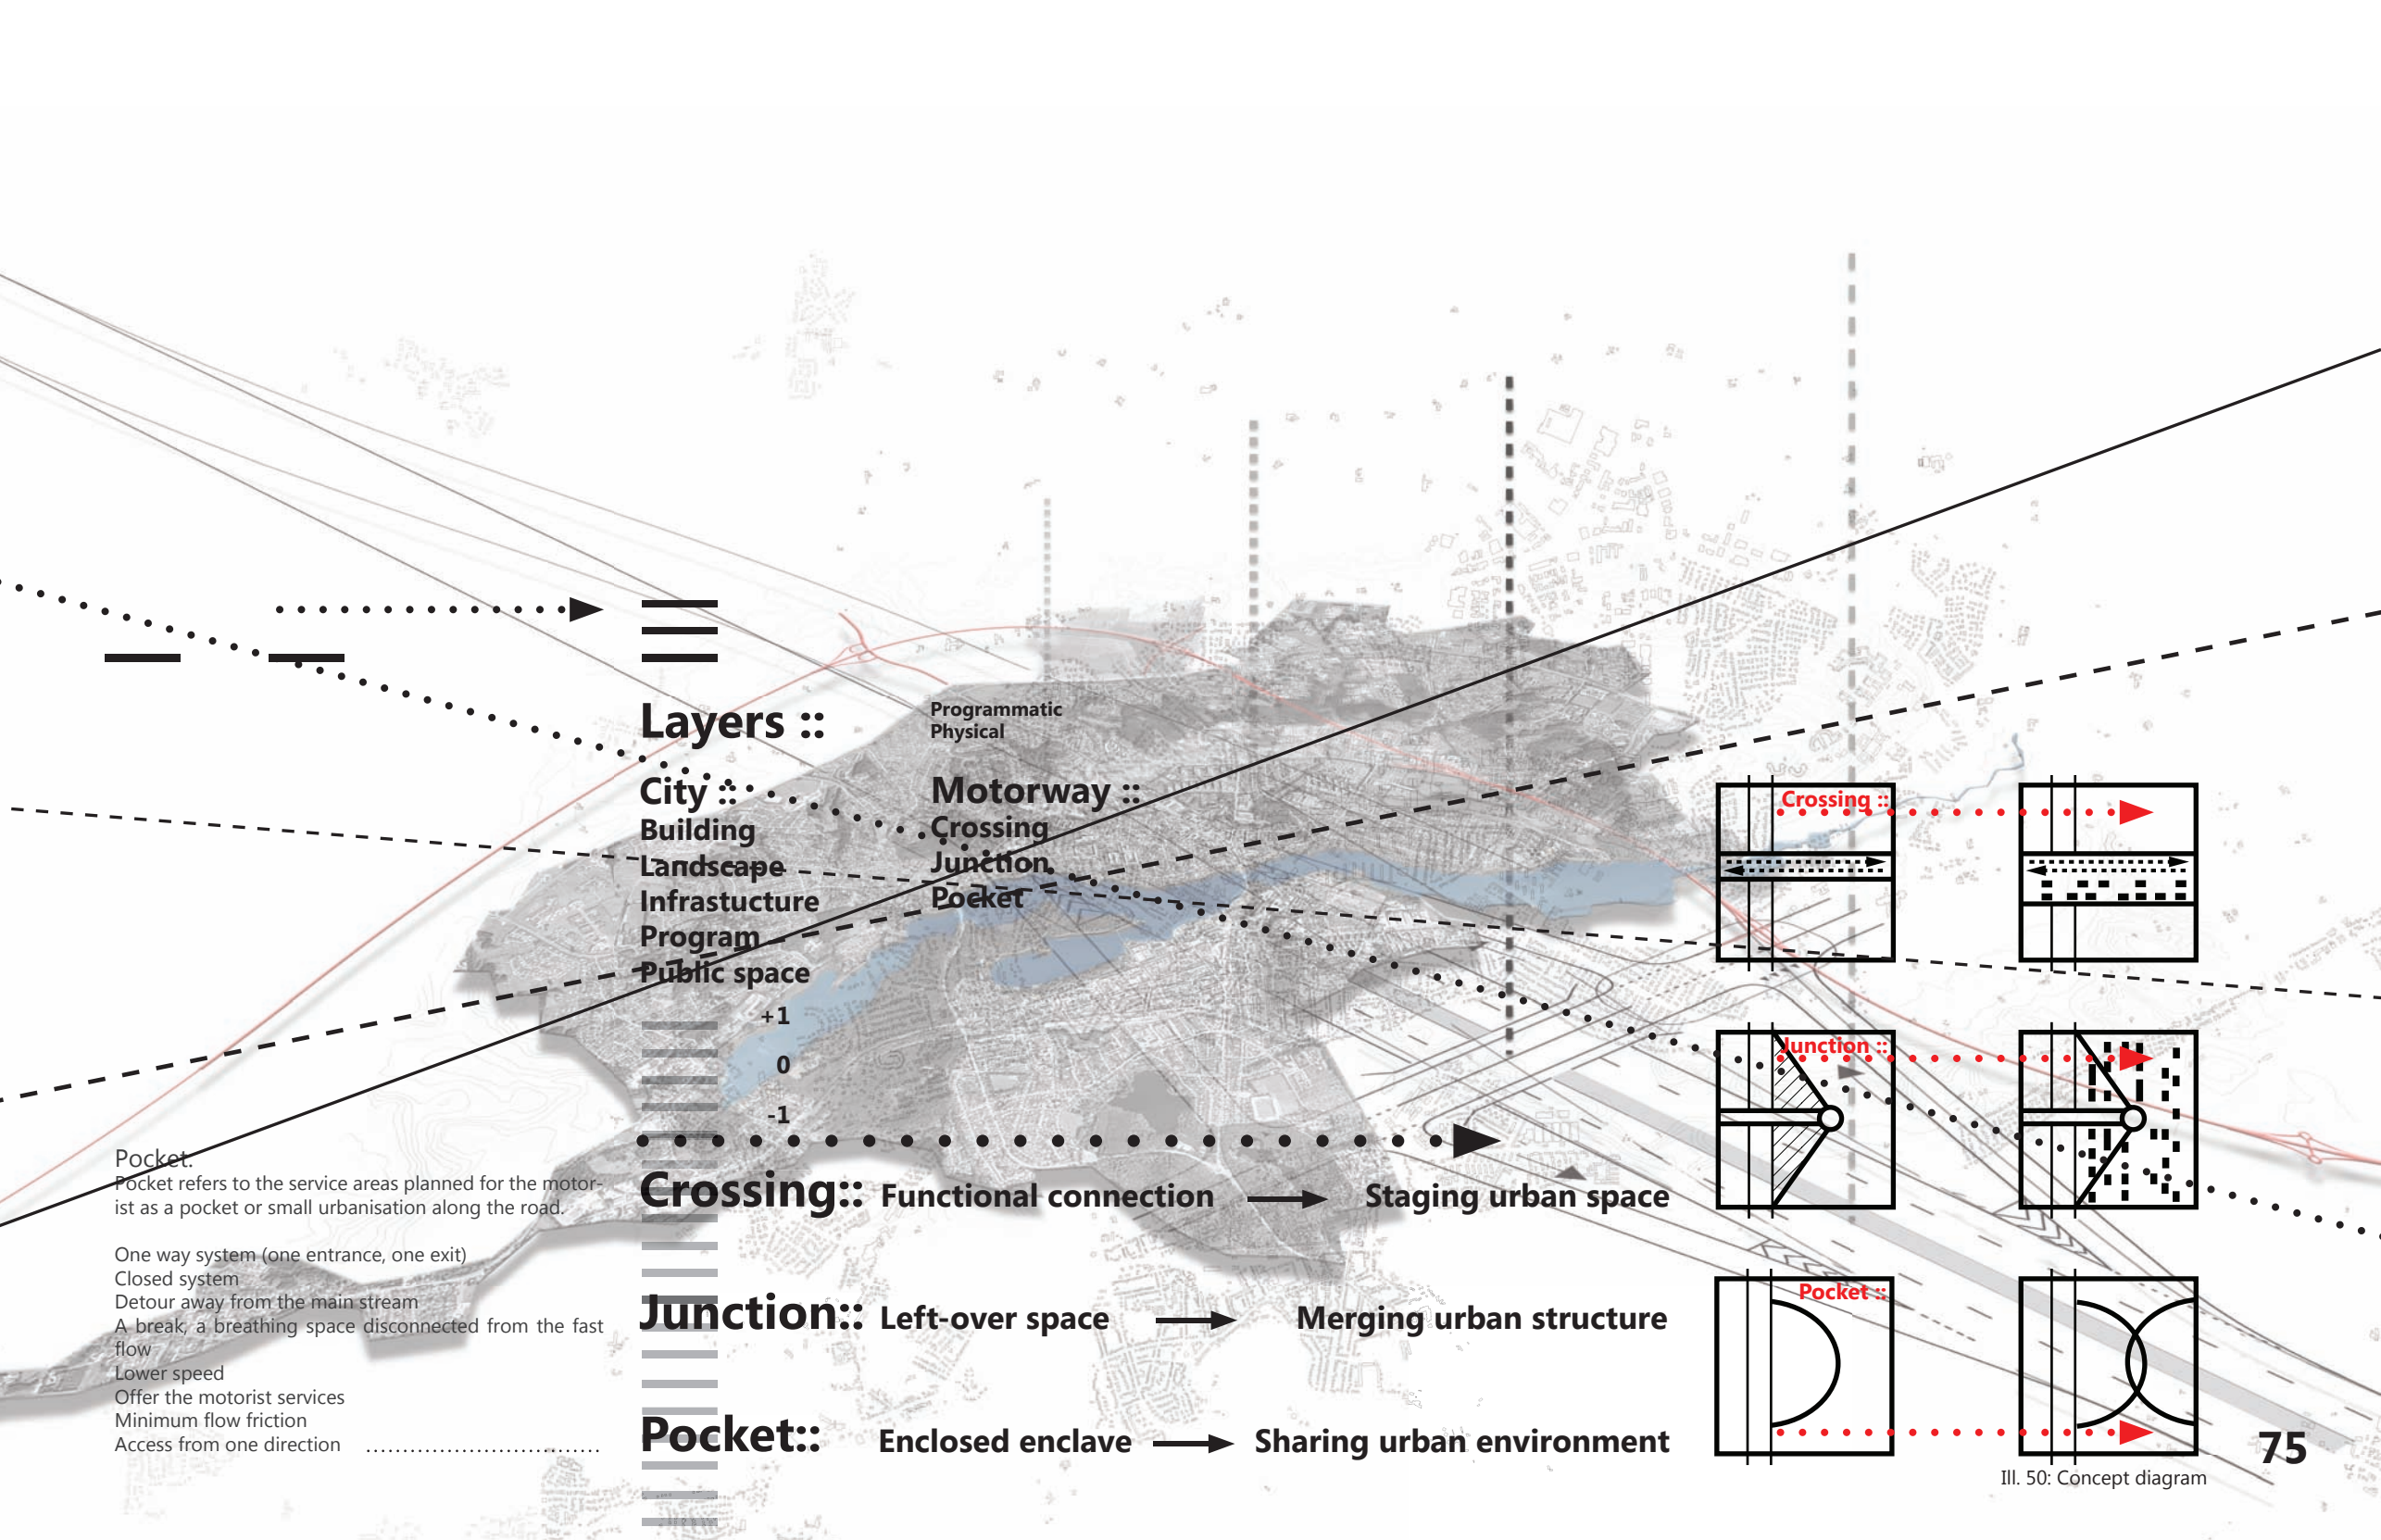 Layers ::
Programmatic
Physical
City ::
Building
Landscape
Infrastucture
Program
Public space
Motorway ::
Crossing
Junction
Pocket
+1
0
-1
Pocket.
Pocket refers to the service areas planned for the motor-
ist as a pocket or small urbanisation along the road.
One way system (one entrance, one exit)
Closed system
Detour away from the main stream
A break, a breathing space disconnected from the fast
flow
Lower speed
Offer the motorist services
Minimum flow friction
Access from one direction ................................
Crossing:: Functional connection Staging urban space
Junction:: Left-over space Merging urban structure
Pocket:: Enclosed enclave Sharing urban environment
Crossing ::
Junction ::
Pocket ::
75
Ill. 50: Concept diagram